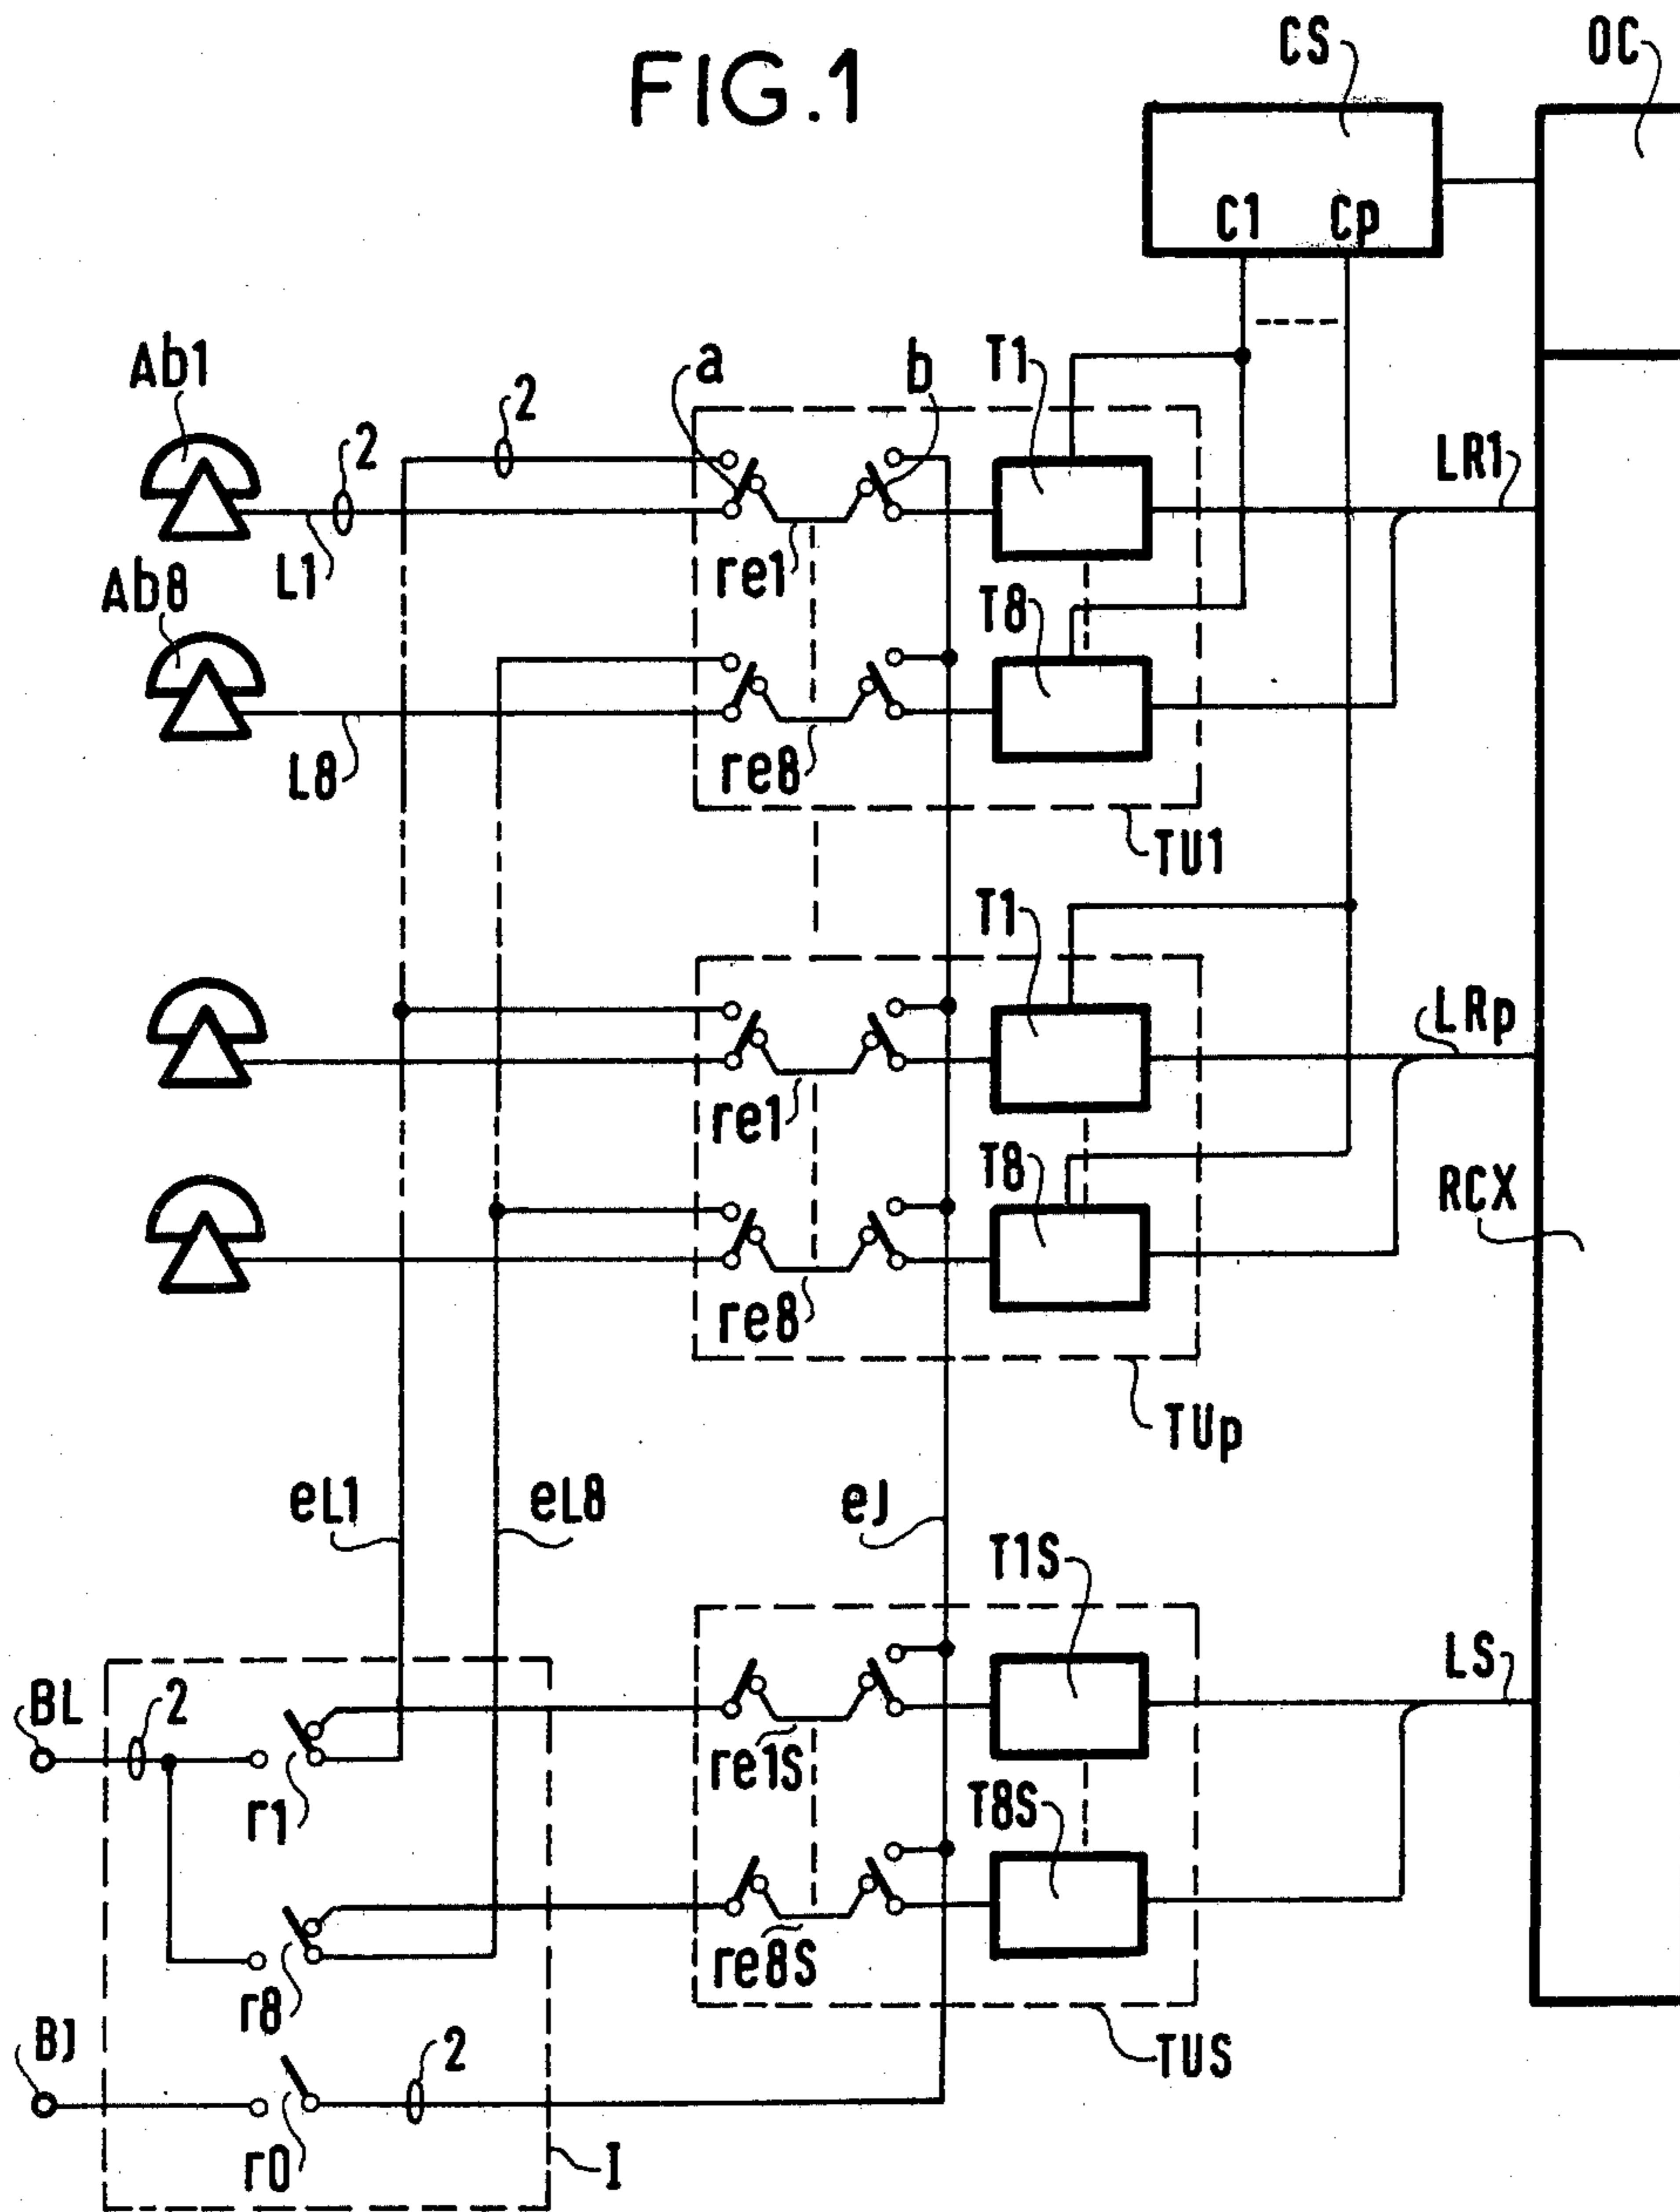 FIG.1
CS
OC
C1 Cp
Ab1
2
2
a
b
T1
LR1
L1
re1
Ab8
T8
L8
re8
TU1
T1
LRp
re1
T8
RCX
re8
TUp
eL1
eL8
eJ
T1S
LS
BL
2
r1
re1S
T8S
r8
re8S
BJ
2
TUS
r0
I